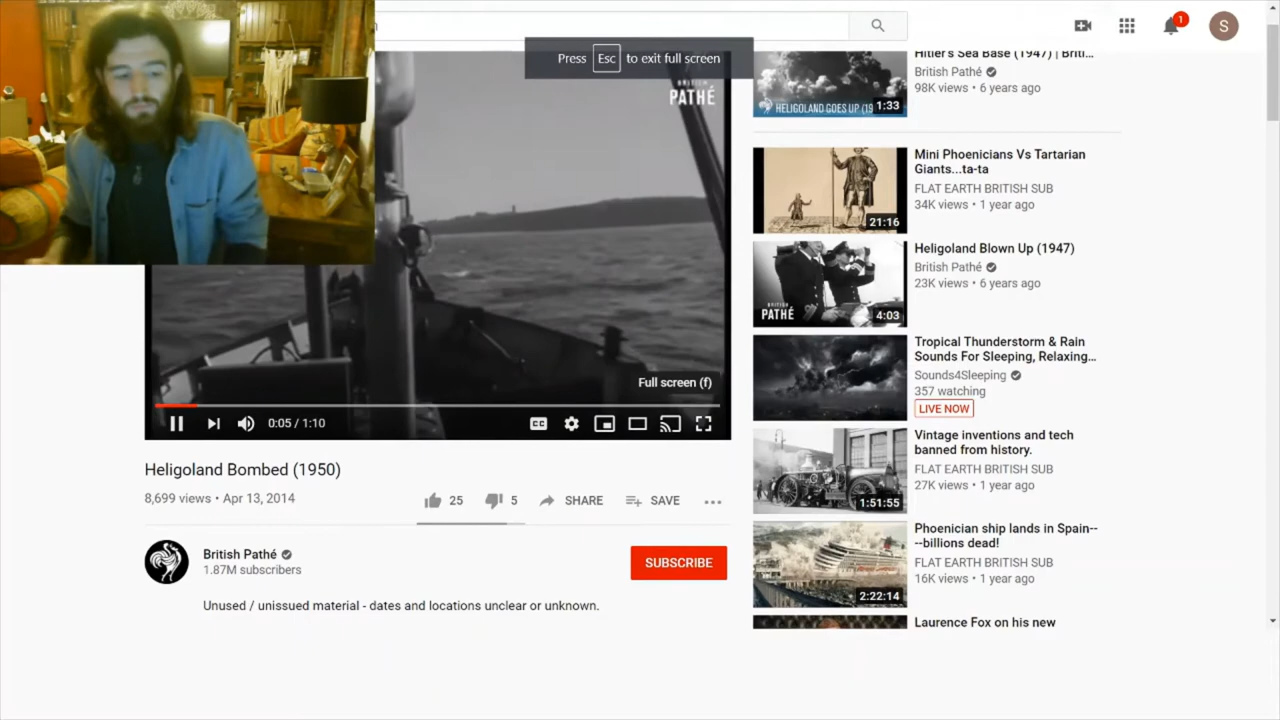 Press Esc to exit full screen
1
S
BRITISH
PATHÉ
Full screen (f)
0:05 / 1:10
CC
Heligoland Bombed (1950)
8,699 views • Apr 13, 2014
25
5
SHARE
SAVE
British Pathé
1.87M subscribers
SUBSCRIBE
Unused / unissued material - dates and locations unclear or unknown.
Hitler's Sea Base (1947) | Briti...
British Pathé
98K views • 6 years ago
HELIGOLAND GOES UP (19
1:33
Mini Phoenicians Vs Tartarian
Giants...ta-ta
FLAT EARTH BRITISH SUB
34K views • 1 year ago
21:16
Heligoland Blown Up (1947)
British Pathé
23K views • 6 years ago
BRITISH
PATHÉ
4:03
Tropical Thunderstorm & Rain
Sounds For Sleeping, Relaxing...
Sounds4Sleeping
357 watching
LIVE NOW
Vintage inventions and tech
banned from history.
FLAT EARTH BRITISH SUB
27K views • 1 year ago
1:51:55
Phoenician ship lands in Spain--
--billions dead!
FLAT EARTH BRITISH SUB
16K views • 1 year ago
2:22:14
Laurence Fox on his new